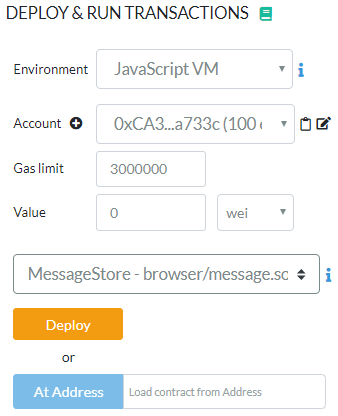 DEPLOY & RUN TRANSACTIONS
Environment JavaScript VM
Account 0xCA3...a733c (100 e
Gas limit 3000000
Value 0 wei
MessageStore - browser/message.sc
Deploy
or
At Address Load contract from Address